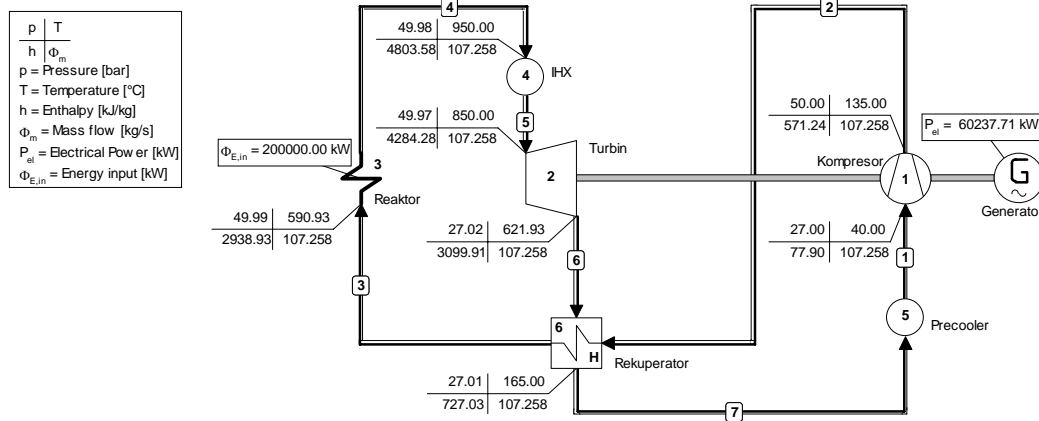 p T
h Φm
p = Pressure [bar]
T = Temperature [°C]
h = Enthalpy [kJ/kg]
Φm = Mass flow [kg/s]
Pel = Electrical Power [kW]
ΦE,in = Energy input [kW]
4
49.98 950.00
4803.58 107.258
4
IHX
2
49.97 850.00
4284.28 107.258
5
50.00 135.00
571.24 107.258
Pel = 60237.71 kW
ΦE,in = 200000.00 kW
3
Reaktor
Turbin
2
Kompresor
1
G
~
Generator
49.99 590.93
2938.93 107.258
27.02 621.93
3099.91 107.258
27.00 40.00
77.90 107.258
6
1
3
6
H
Rekuperator
5
Precooler
27.01 165.00
727.03 107.258
7